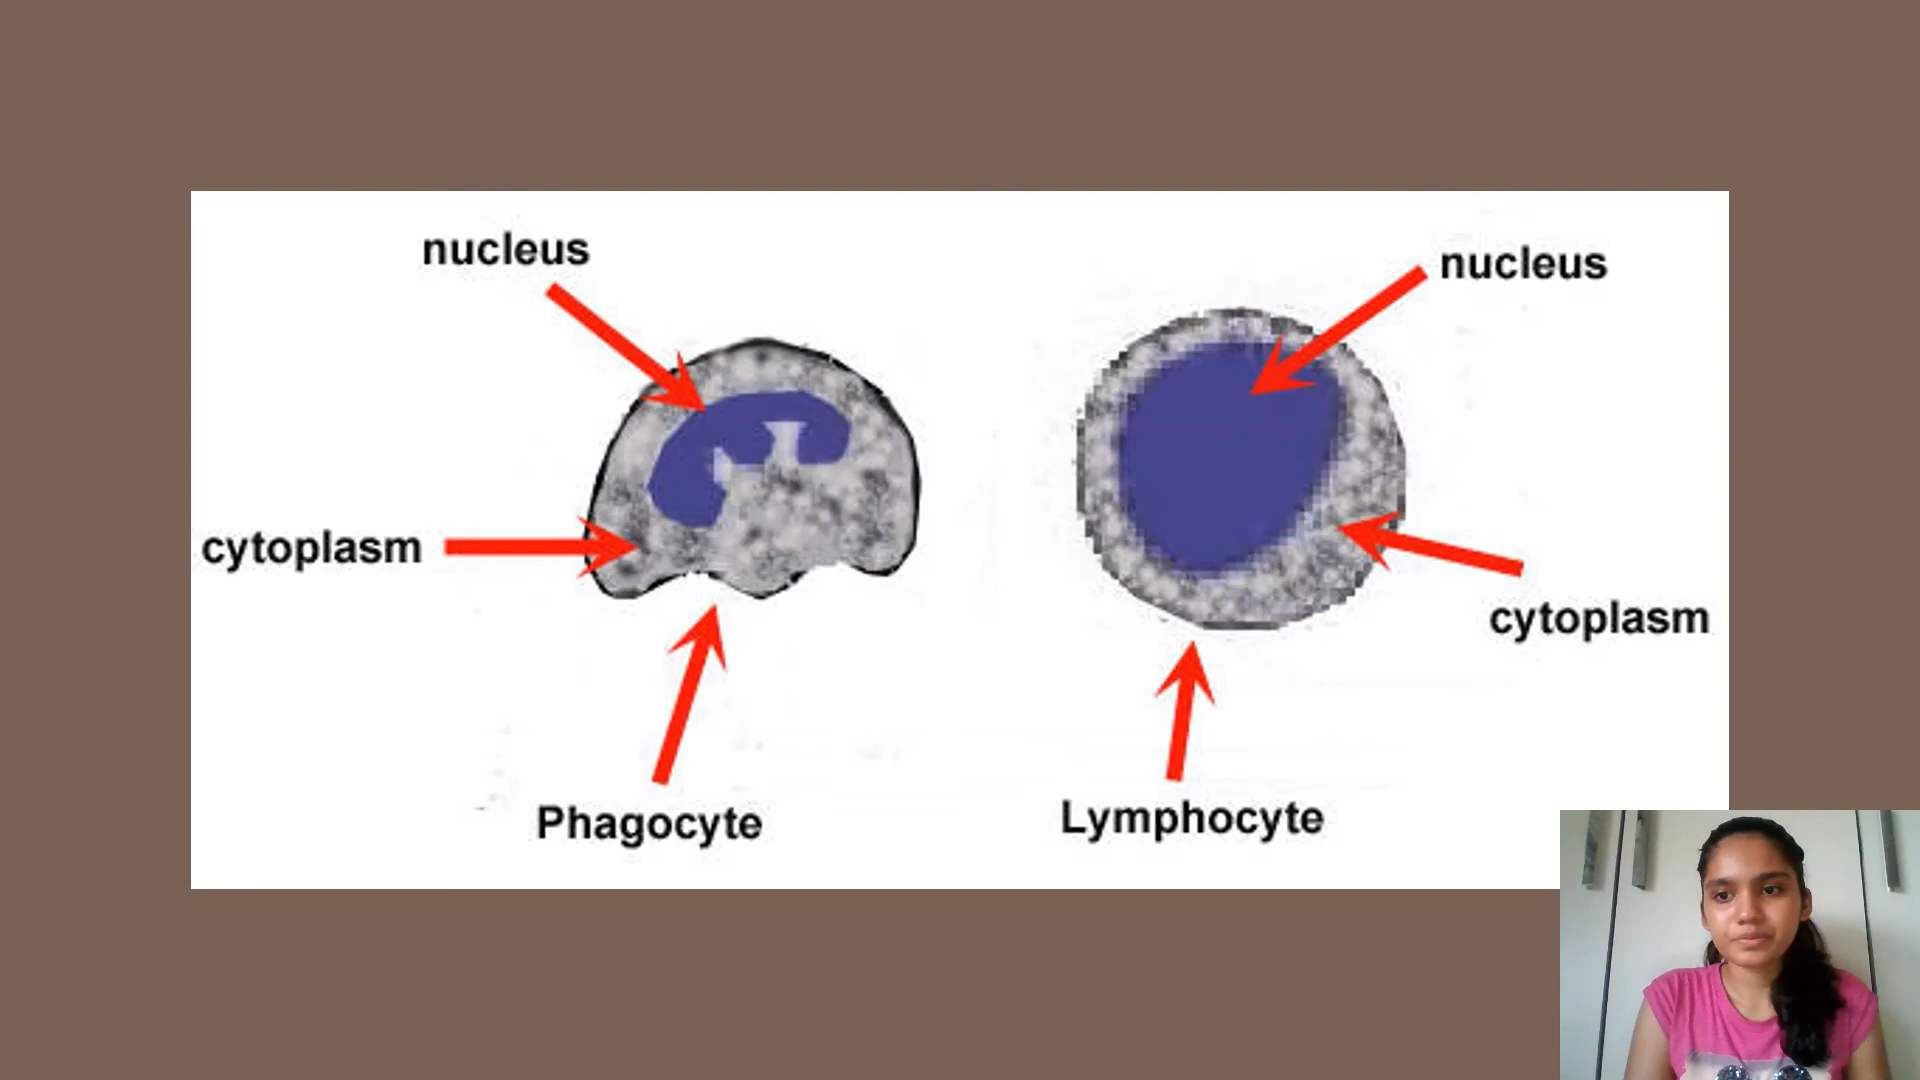 nucleus
nucleus
cytoplasm
cytoplasm
Phagocyte
Lymphocyte